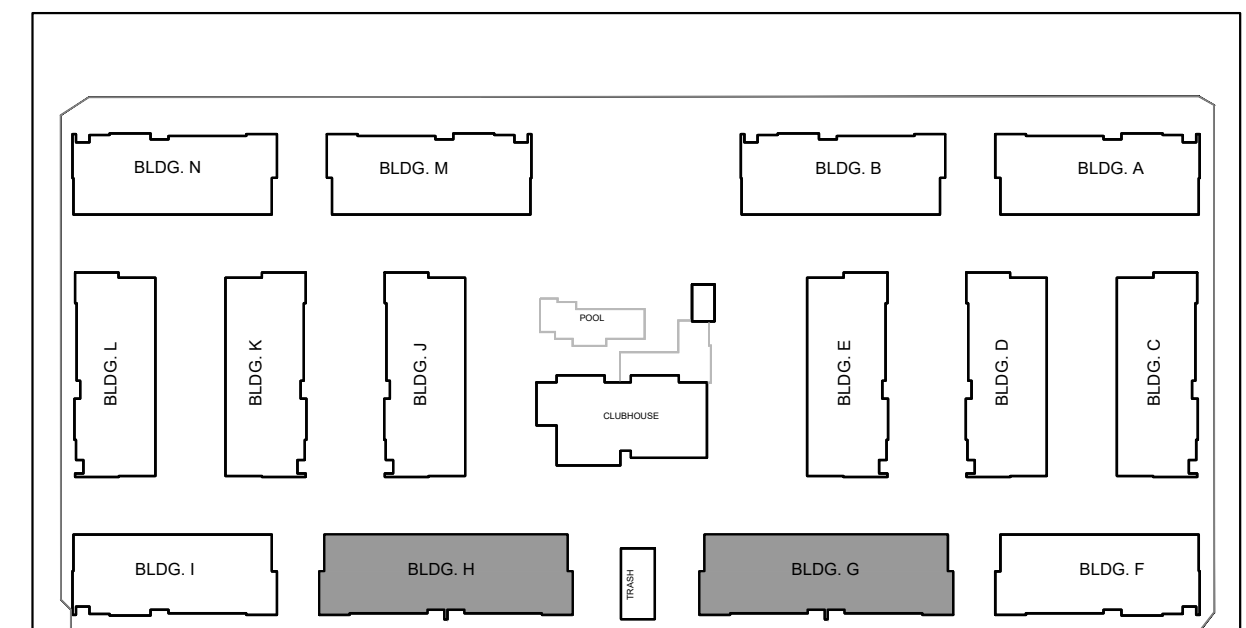 BLDG. N
BLDG. M
BLDG. B
BLDG. A
BLDG. L
BLDG. K
BLDG. J
POOL
CLUBHOUSE
BLDG. E
BLDG. D
BLDG. C
BLDG. I
BLDG. H
TRASH
BLDG. G
BLDG. F